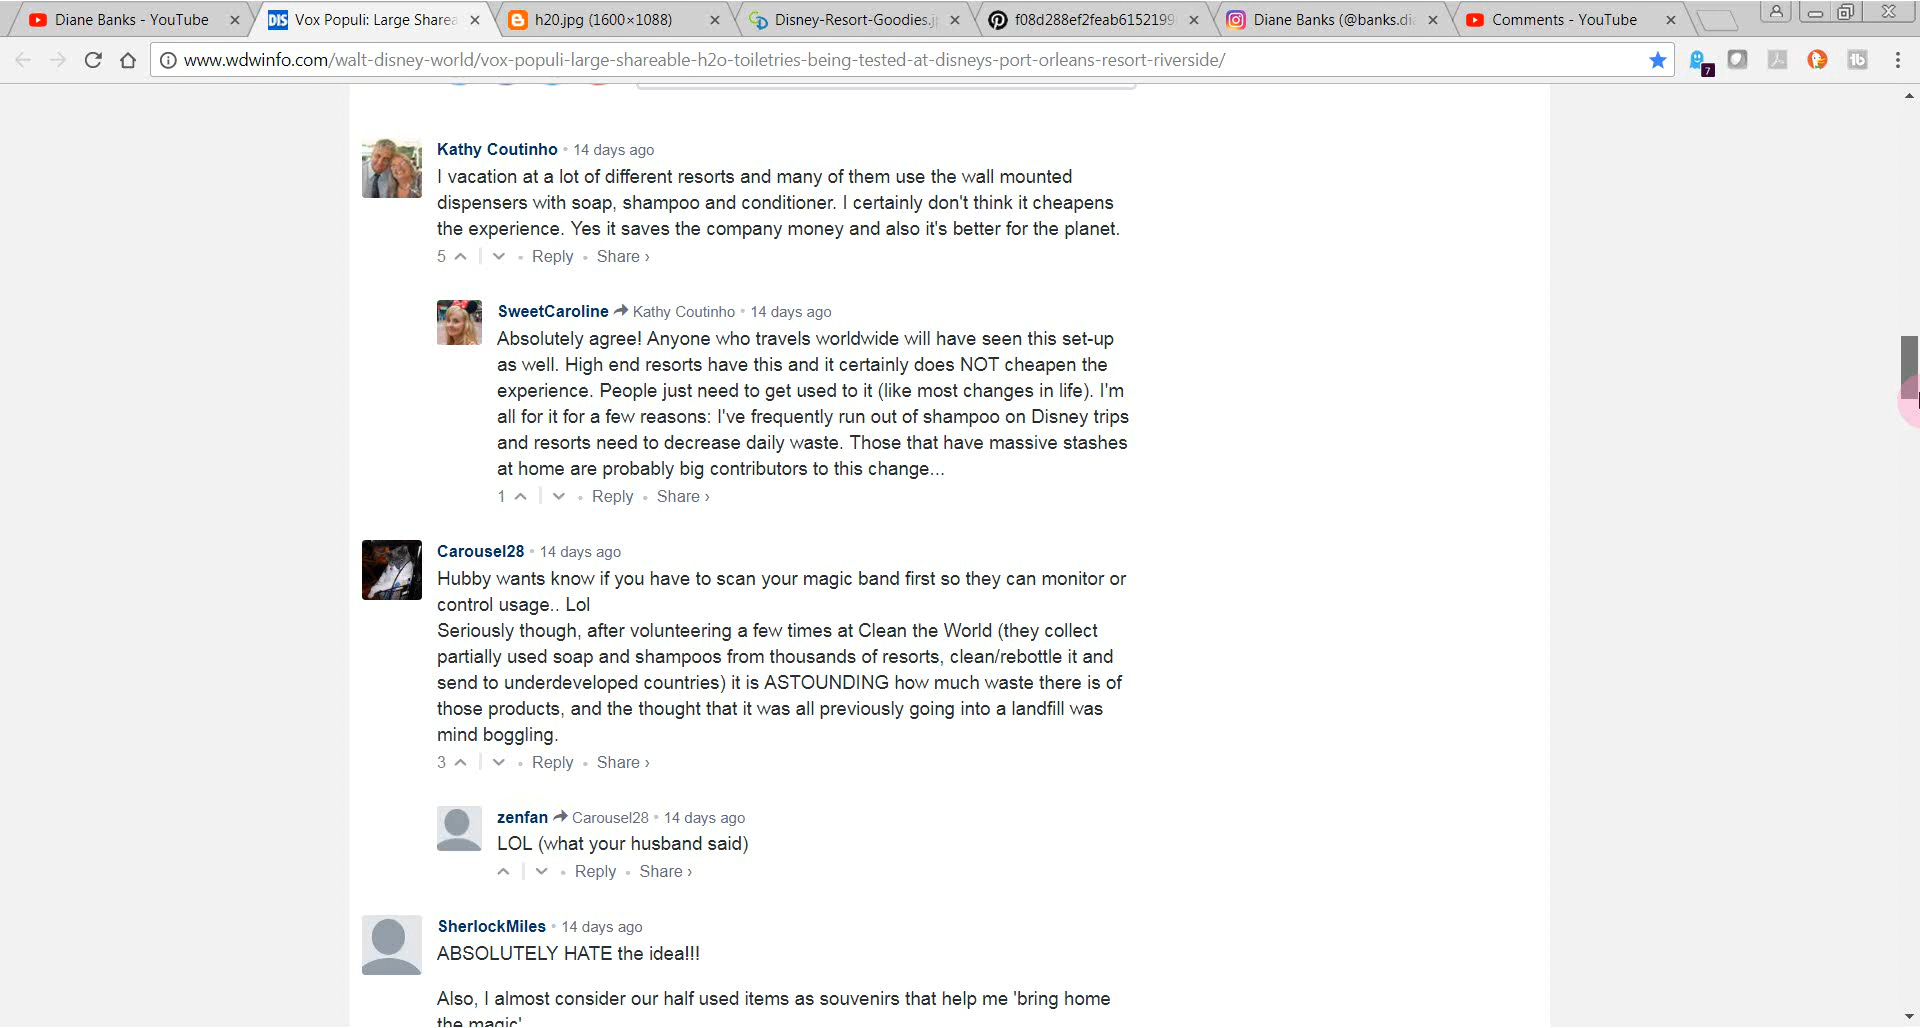 Diane Banks - YouTube
Vox Populi: Large Sharea
h20.jpg (1600×1088)
Disney-Resort-Goodies.j
f08d288ef2feab6152199
Diane Banks (@banks.di
Comments - YouTube
www.wdwinfo.com/walt-disney-world/vox-populi-large-shareable-h2o-toiletries-being-tested-at-disneys-port-orleans-resort-riverside/
7
Kathy Coutinho • 14 days ago
I vacation at a lot of different resorts and many of them use the wall mounted
dispensers with soap, shampoo and conditioner. I certainly don't think it cheapens
the experience. Yes it saves the company money and also it's better for the planet.
5 • Reply • Share ›
SweetCaroline Kathy Coutinho • 14 days ago
Absolutely agree! Anyone who travels worldwide will have seen this set-up
as well. High end resorts have this and it certainly does NOT cheapen the
experience. People just need to get used to it (like most changes in life). I'm
all for it for a few reasons: I've frequently run out of shampoo on Disney trips
and resorts need to decrease daily waste. Those that have massive stashes
at home are probably big contributors to this change...
1 • Reply • Share ›
Carousel28 • 14 days ago
Hubby wants know if you have to scan your magic band first so they can monitor or
control usage.. Lol
Seriously though, after volunteering a few times at Clean the World (they collect
partially used soap and shampoos from thousands of resorts, clean/rebottle it and
send to underdeveloped countries) it is ASTOUNDING how much waste there is of
those products, and the thought that it was all previously going into a landfill was
mind boggling.
3 • Reply • Share ›
zenfan Carousel28 • 14 days ago
LOL (what your husband said)
• Reply • Share ›
SherlockMiles • 14 days ago
ABSOLUTELY HATE the idea!!!
Also, I almost consider our half used items as souvenirs that help me 'bring home
the magic'